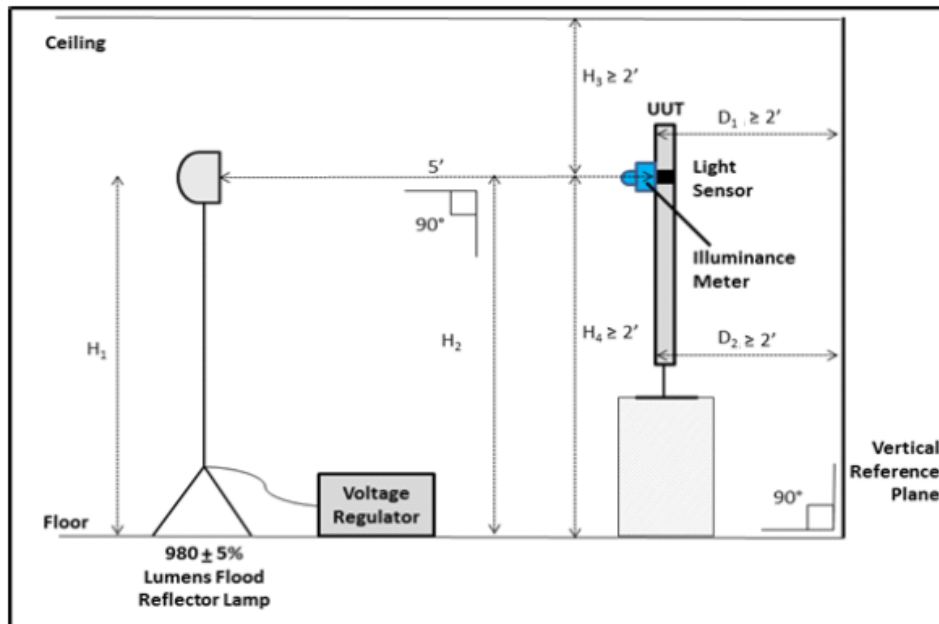 Ceiling
H3 ≥ 2’
UUT
D1 ≥ 2’
5’
Light
Sensor
90°
Illuminance
Meter
H1
H2
H4 ≥ 2’
D2. ≥ 2’
Vertical
Reference
Plane
90°
Voltage
Regulator
Floor
980 ± 5%
Lumens Flood
Reflector Lamp